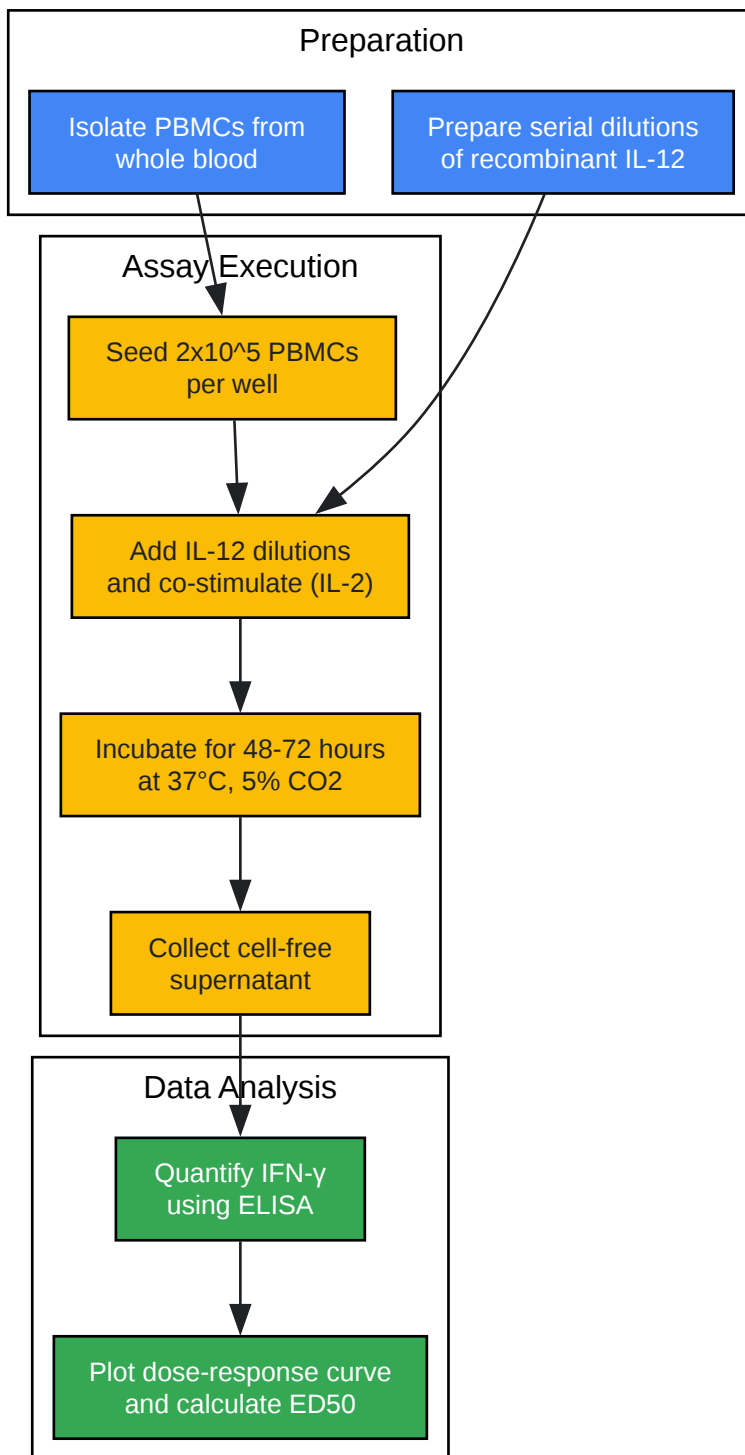 Preparation
Isolate PBMCs from
whole blood
Prepare serial dilutions
of recombinant IL-12
Assay Execution
Seed 2x10^5 PBMCs
per well
Add IL-12 dilutions
and co-stimulate (IL-2)
Incubate for 48-72 hours
at 37°C, 5% CO2
Collect cell-free
supernatant
Data Analysis
Quantify IFN-γ
using ELISA
Plot dose-response curve
and calculate ED50